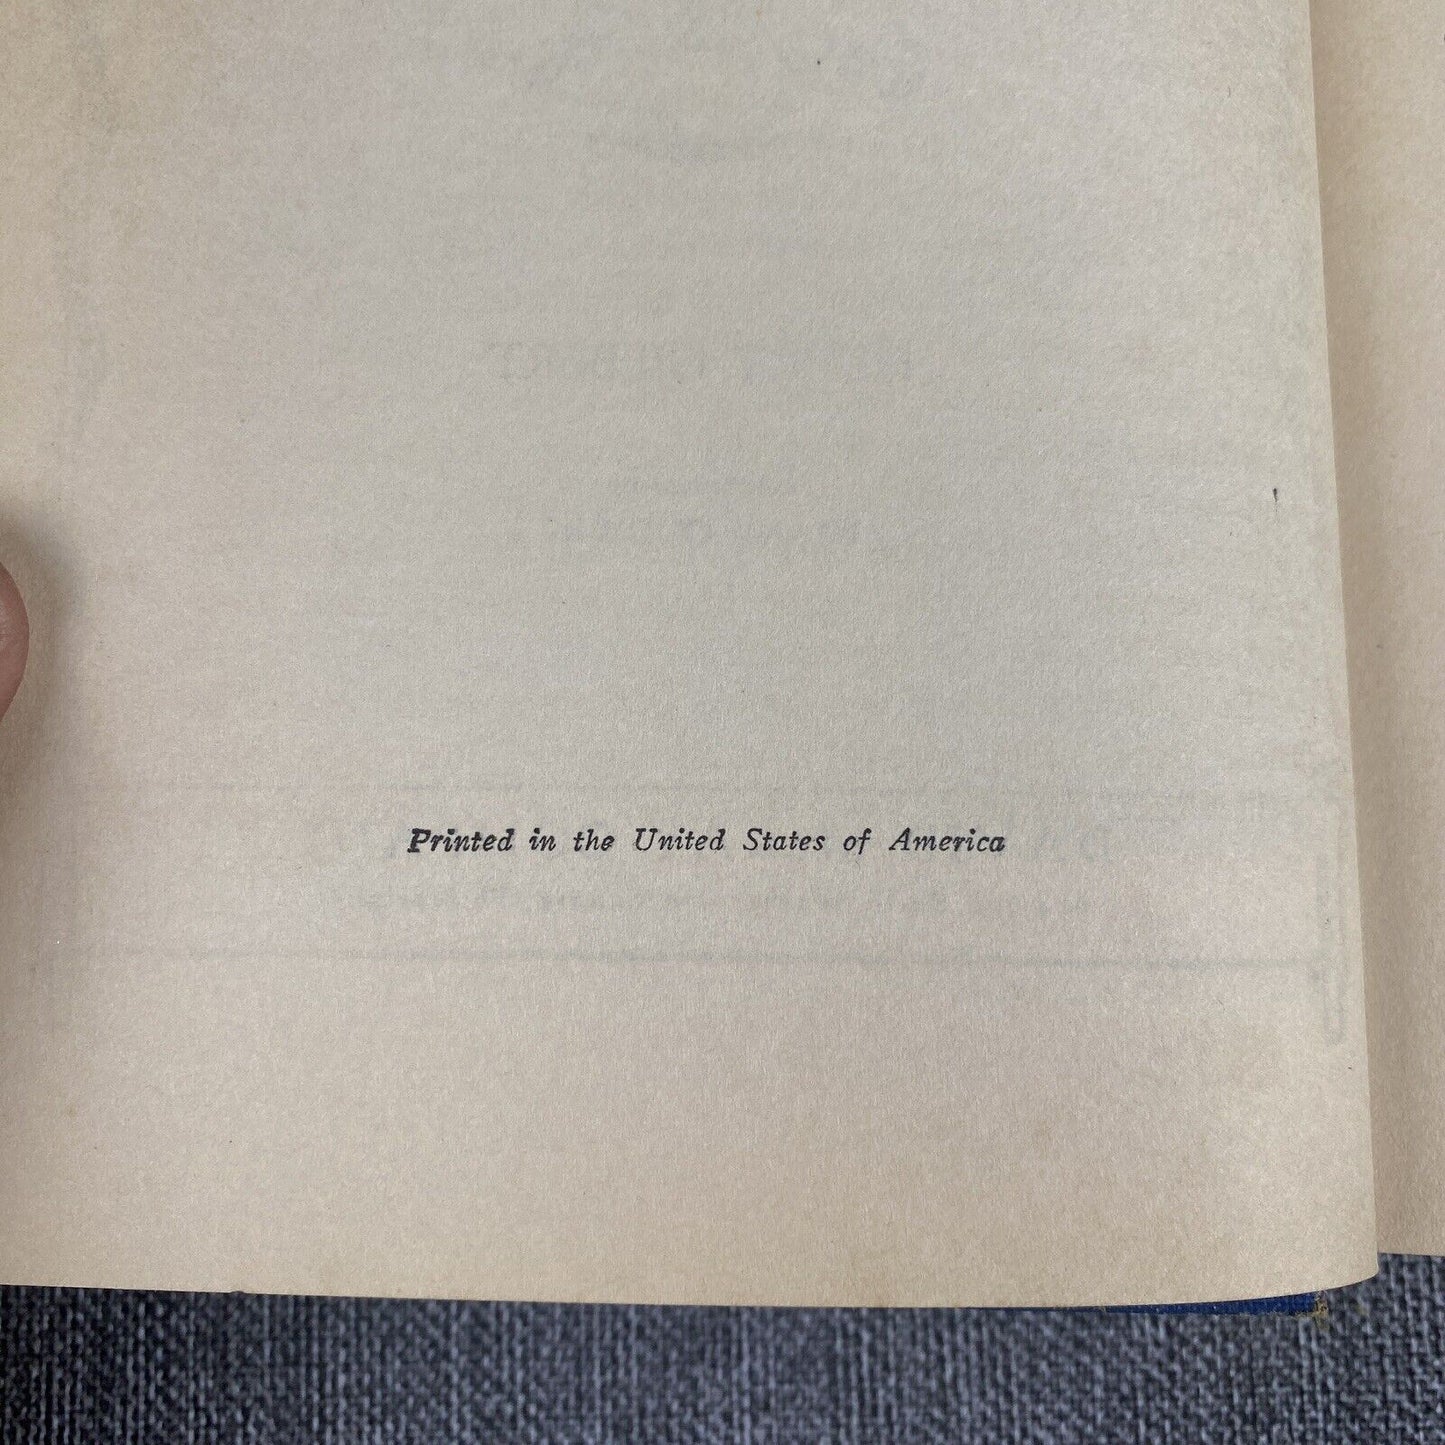 Printed in the United States of America